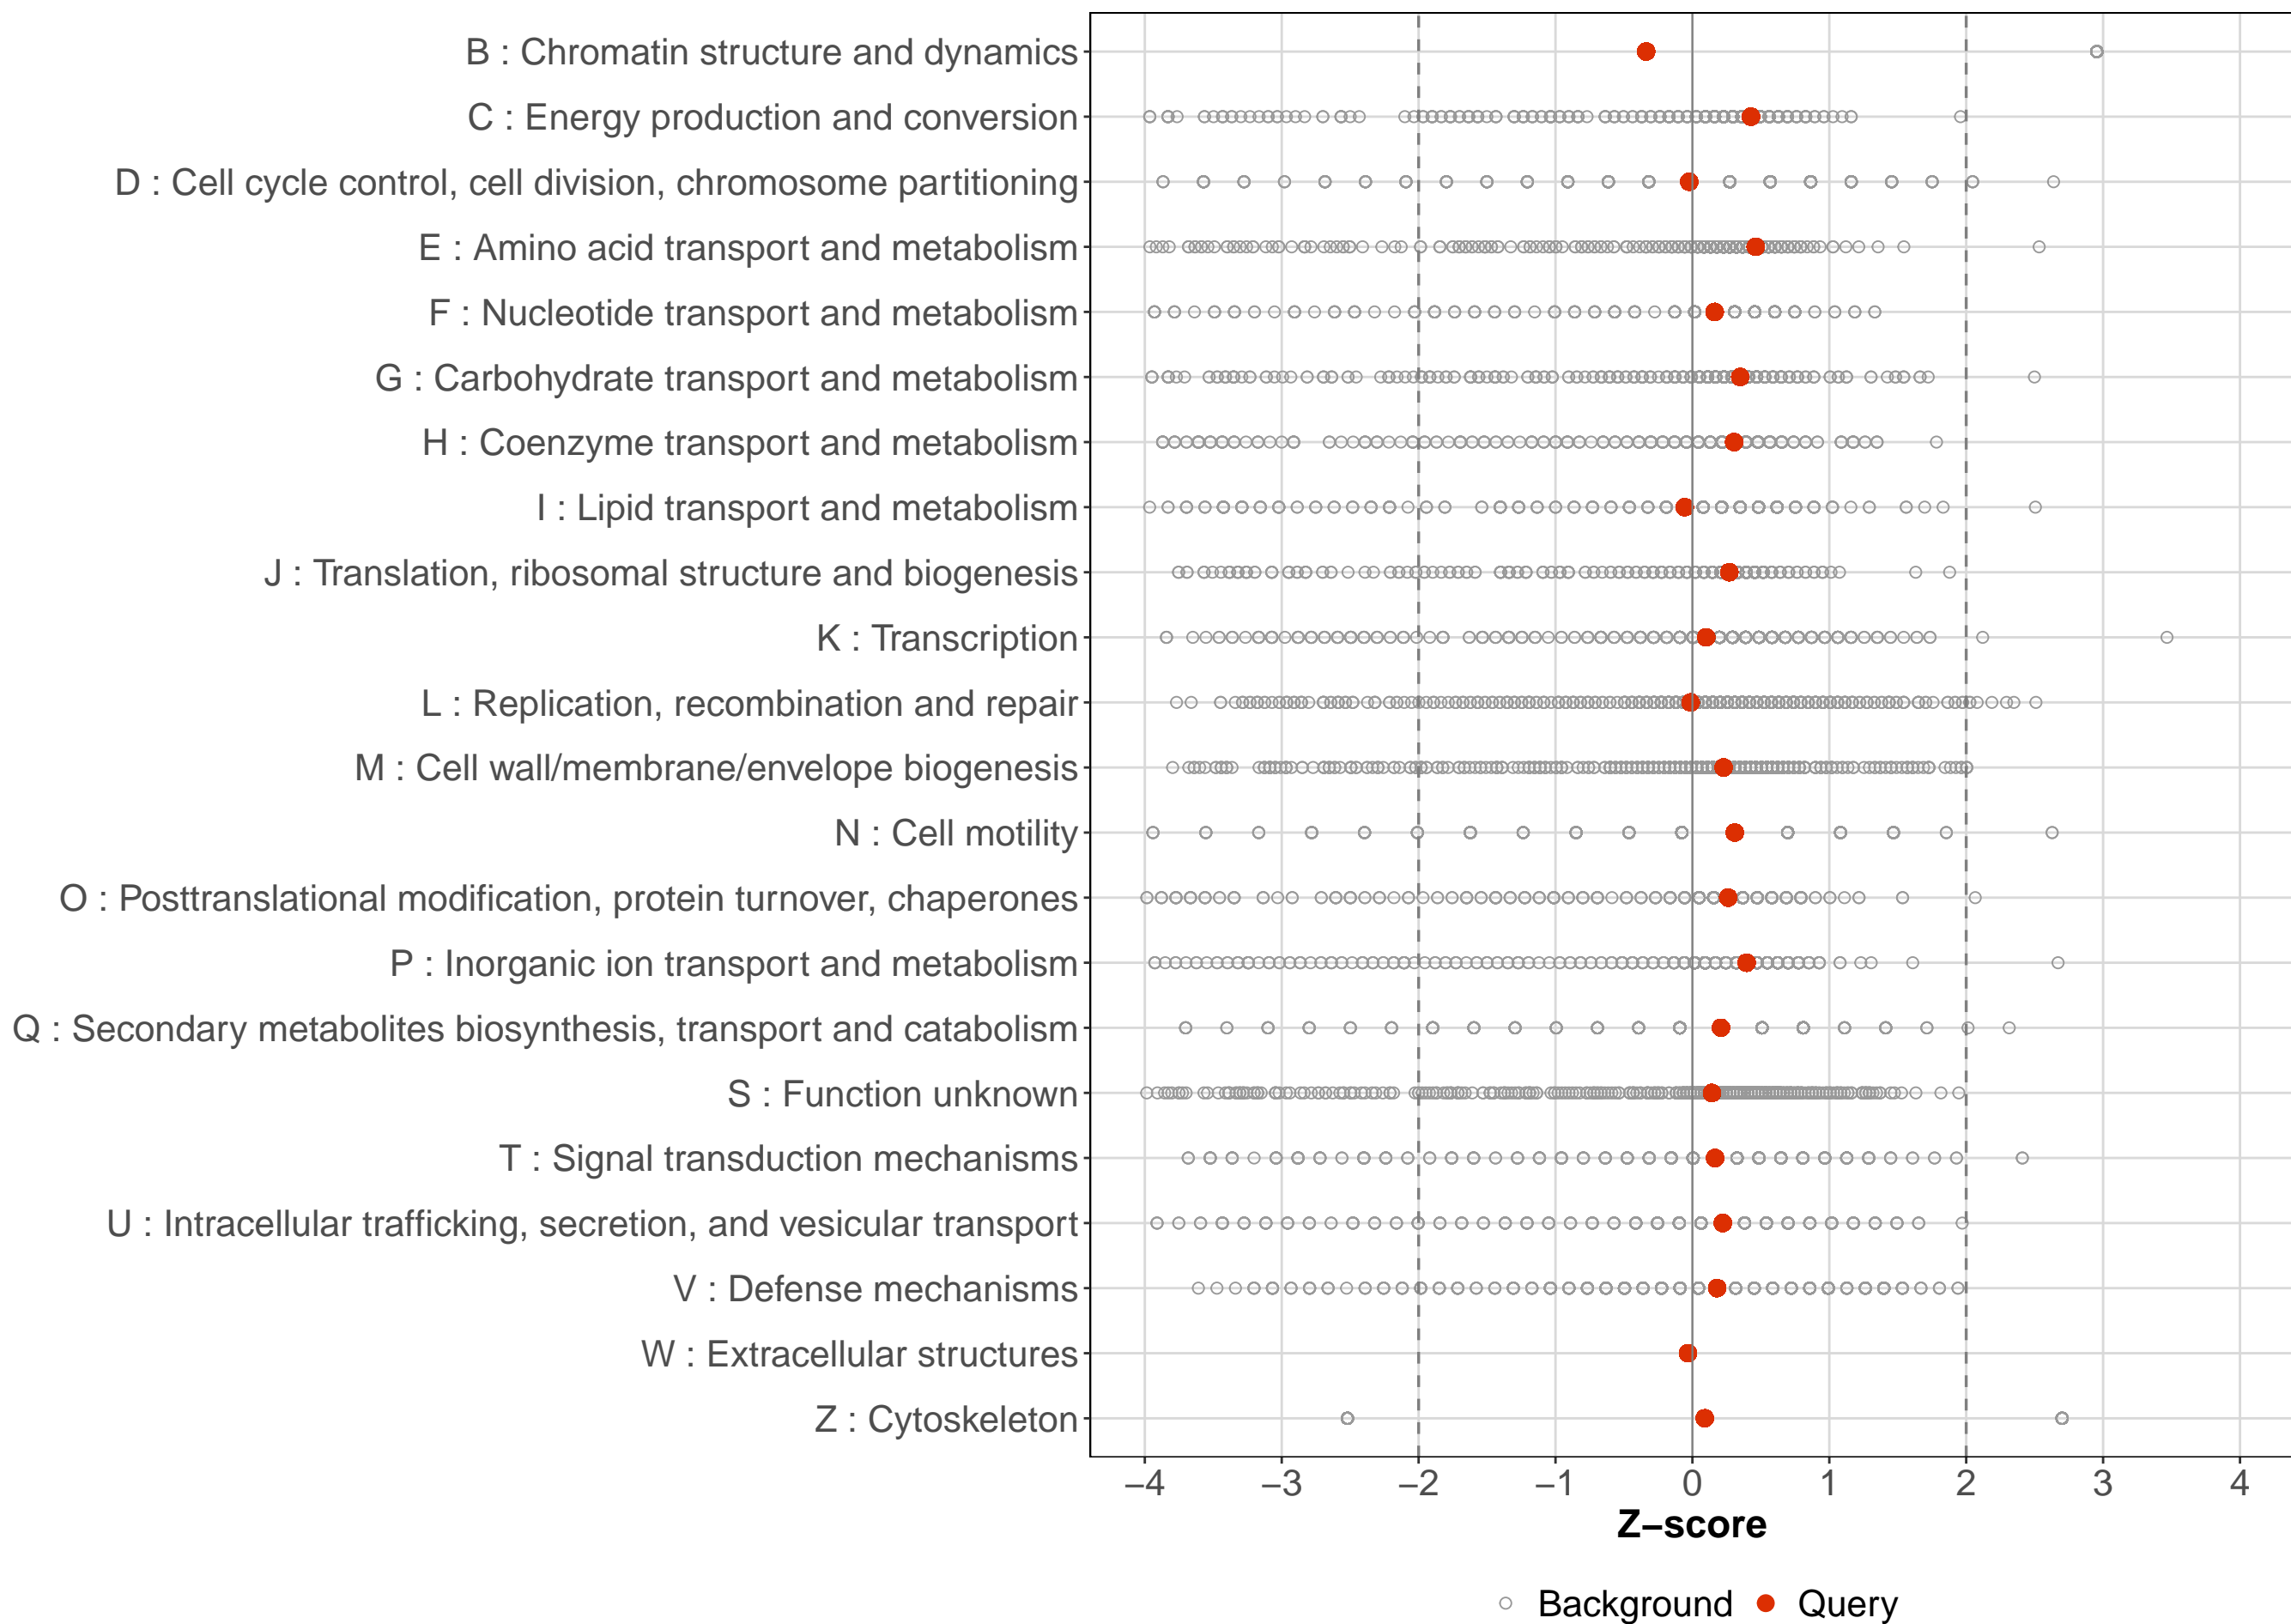 B : Chromatin structure and dynamics
C : Energy production and conversion
D : Cell cycle control, cell division, chromosome partitioning
E : Amino acid transport and metabolism
F : Nucleotide transport and metabolism
G : Carbohydrate transport and metabolism
H : Coenzyme transport and metabolism
I : Lipid transport and metabolism
J : Translation, ribosomal structure and biogenesis
K : Transcription
L : Replication, recombination and repair
M : Cell wall/membrane/envelope biogenesis
N : Cell motility
O : Posttranslational modification, protein turnover, chaperones
P : Inorganic ion transport and metabolism
Q : Secondary metabolites biosynthesis, transport and catabolism
S : Function unknown
T : Signal transduction mechanisms
U : Intracellular trafficking, secretion, and vesicular transport
V : Defense mechanisms
W : Extracellular structures
Z : Cytoskeleton
−4 −3 −2 −1 0 1 2 3 4
Z−score
Background Query